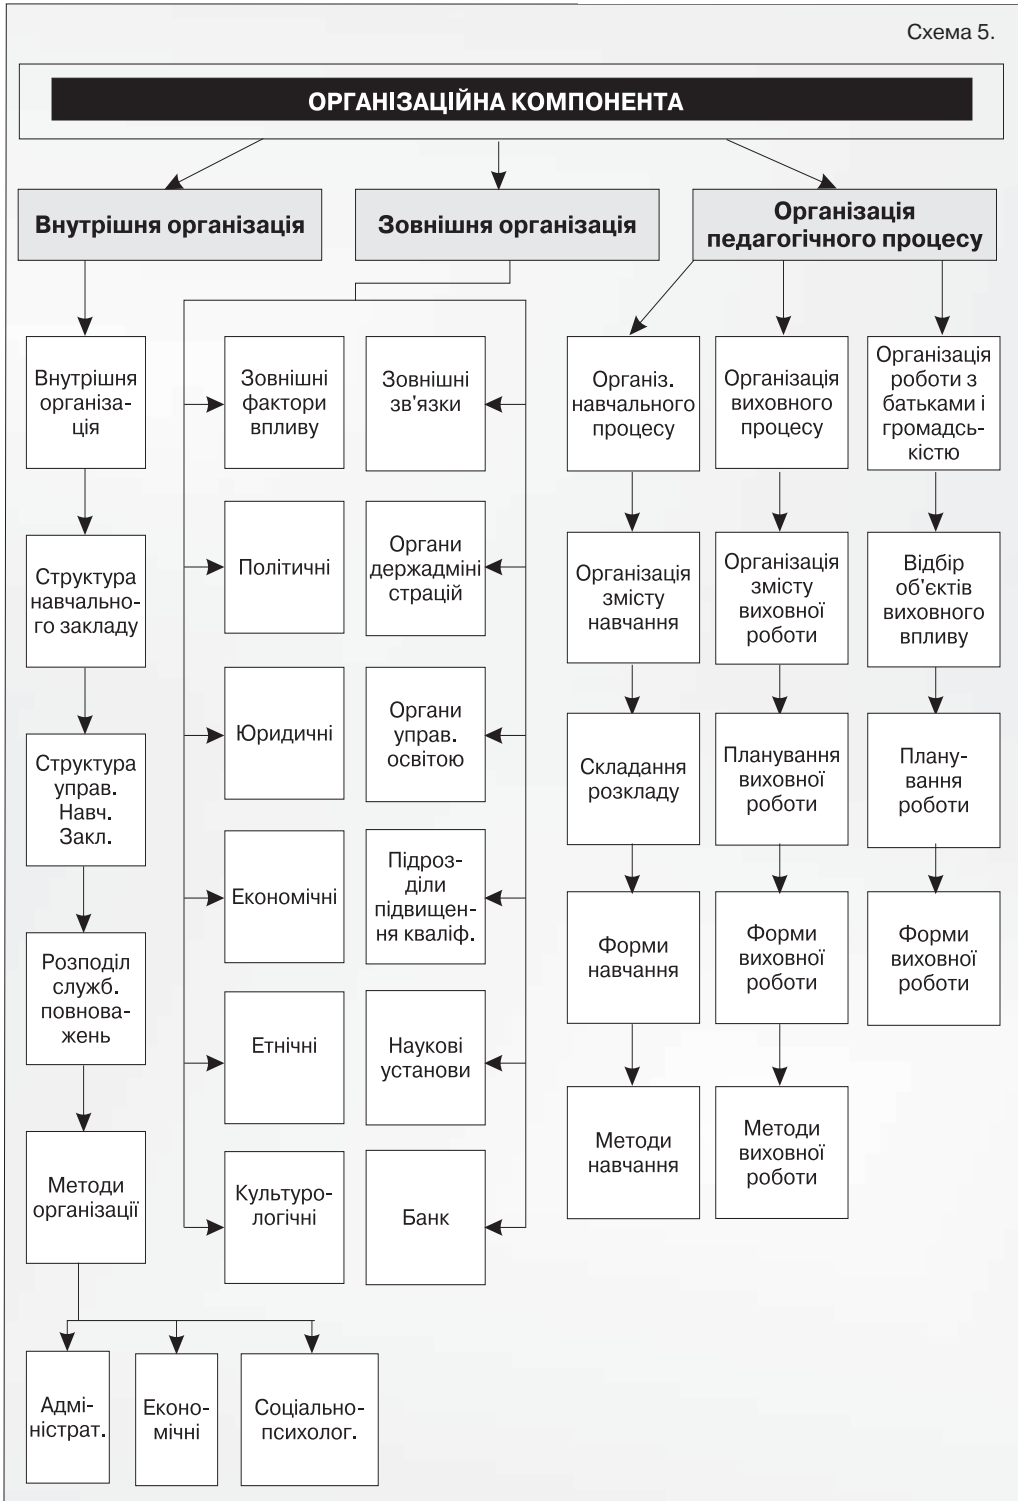 Схема 5.
ОРГАНІЗАЦІЙНА КОМПОНЕНТА
Внутрішня організація
Зовнішня організація
Організація
педагогічного процесу
Внутрішня
організа-
ція
Структура
навчально-
го закладу
Структура
управ.
Навч.
Закл.
Розподіл
служб.
повнова-
жень
Методи
організації
Адмі-
ністрат.
Еконо-
мічні
Соціально-
психолог.
Зовнішні
фактори
впливу
Політичні
Юридичні
Економічні
Етнічні
Культуро-
логічні
Зовнішні
зв'язки
Органи
держадміні
страцій
Органи
управ.
освітою
Підроз-
діли
підвищен-
ня кваліф.
Наукові
установи
Банк
Організ.
навчального
процесу
Організація
змісту
навчання
Складання
розкладу
Форми
навчання
Методи
навчання
Організація
виховного
процесу
Організація
змісту
виховної
роботи
Планування
виховної
роботи
Форми
виховної
роботи
Методи
виховної
роботи
Організація
роботи з
батьками і
громадсь-
кістю
Відбір
об'єктів
виховного
впливу
Плану-
вання
роботи
Форми
виховної
роботи